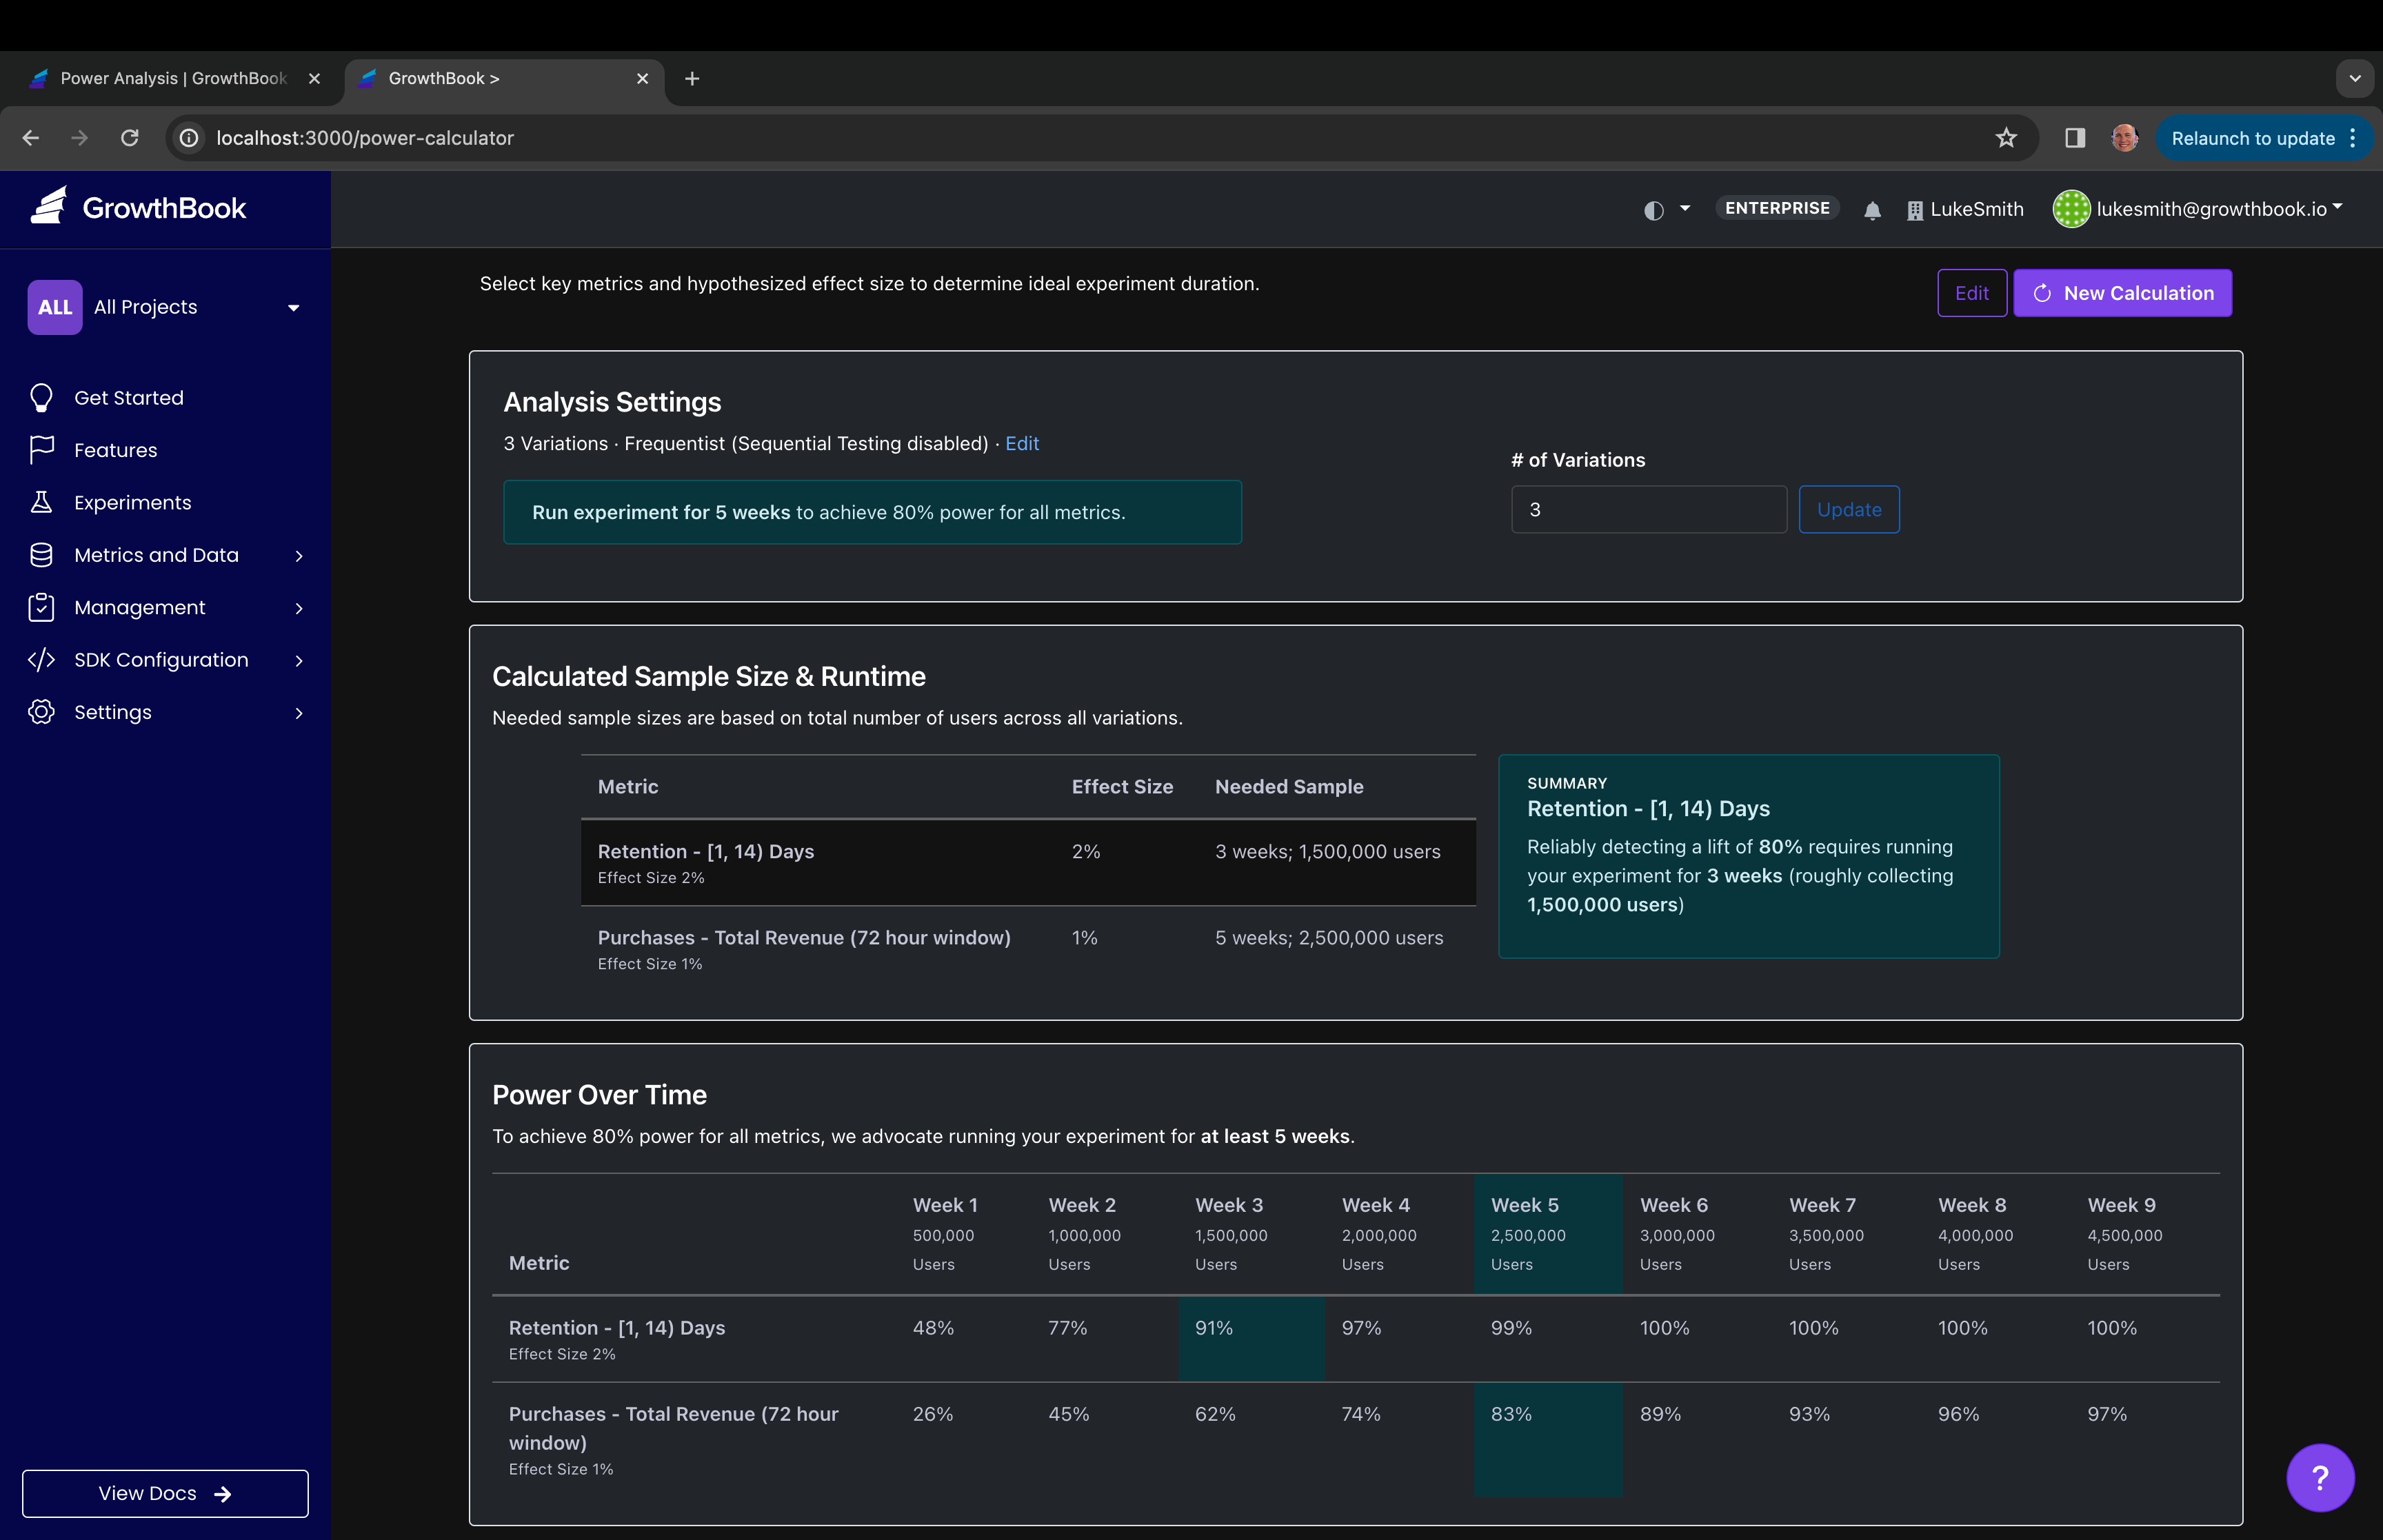 Power Analysis | GrowthBook
GrowthBook >
localhost:3000/power-calculator
Relaunch to update
GrowthBook
ENTERPRISE
LukeSmith
lukesmith@growthbook.io
ALL All Projects
Get Started
Features
Experiments
Metrics and Data
Management
SDK Configuration
Settings
View Docs
Select key metrics and hypothesized effect size to determine ideal experiment duration.
Edit
New Calculation
Analysis Settings
3 Variations · Frequentist (Sequential Testing disabled) · Edit
Run experiment for 5 weeks to achieve 80% power for all metrics.
# of Variations
3
Update
Calculated Sample Size & Runtime
Needed sample sizes are based on total number of users across all variations.
Metric Effect Size Needed Sample
Retention - [1, 14) Days 2% 3 weeks; 1,500,000 users
Effect Size 2%
Purchases - Total Revenue (72 hour window) 1% 5 weeks; 2,500,000 users
Effect Size 1%
SUMMARY
Retention - [1, 14) Days
Reliably detecting a lift of 80% requires running
your experiment for 3 weeks (roughly collecting
1,500,000 users)
Power Over Time
To achieve 80% power for all metrics, we advocate running your experiment for at least 5 weeks.
Week 1 Week 2 Week 3 Week 4 Week 5 Week 6 Week 7 Week 8 Week 9
500,000 1,000,000 1,500,000 2,000,000 2,500,000 3,000,000 3,500,000 4,000,000 4,500,000
Metric Users Users Users Users Users Users Users Users Users
Retention - [1, 14) Days 48% 77% 91% 97% 99% 100% 100% 100% 100%
Effect Size 2%
Purchases - Total Revenue (72 hour 26% 45% 62% 74% 83% 89% 93% 96% 97%
window)
Effect Size 1%
?